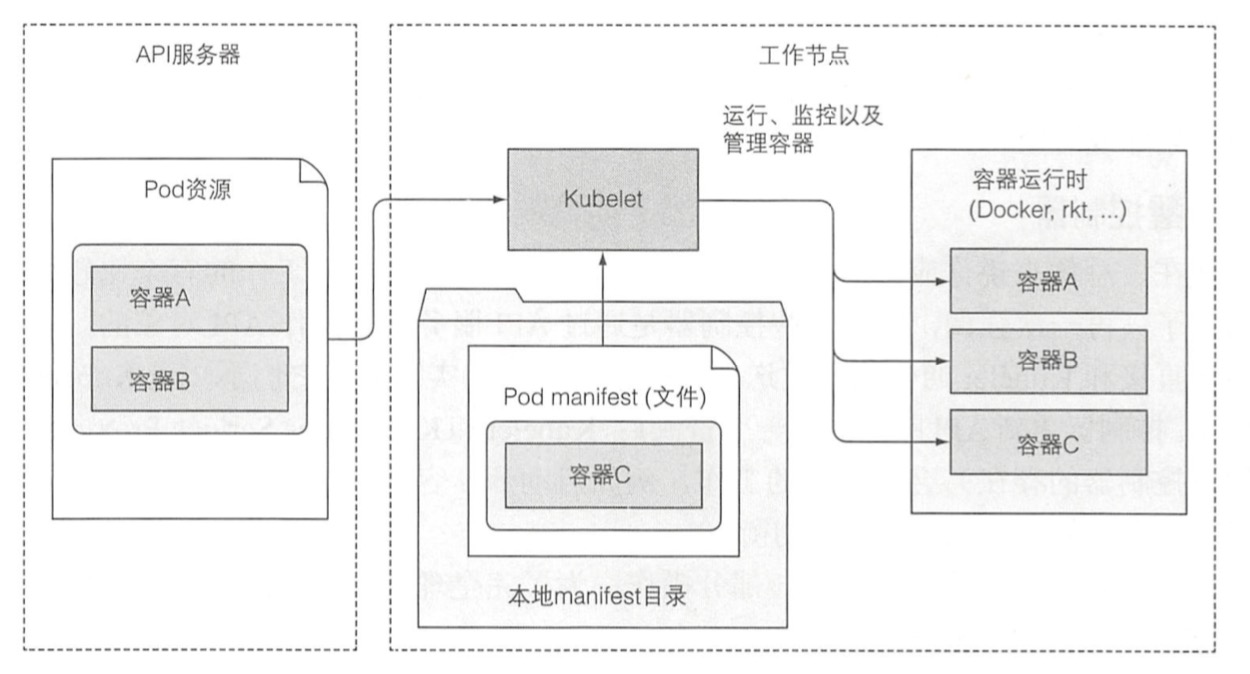 API服务器
Pod资源
容器A
容器B
工作节点
运行、监控以及
管理容器
Kubelet
Pod manifest (文件)
容器C
本地manifest目录
容器运行时
(Docker, rkt, ...)
容器A
容器B
容器C